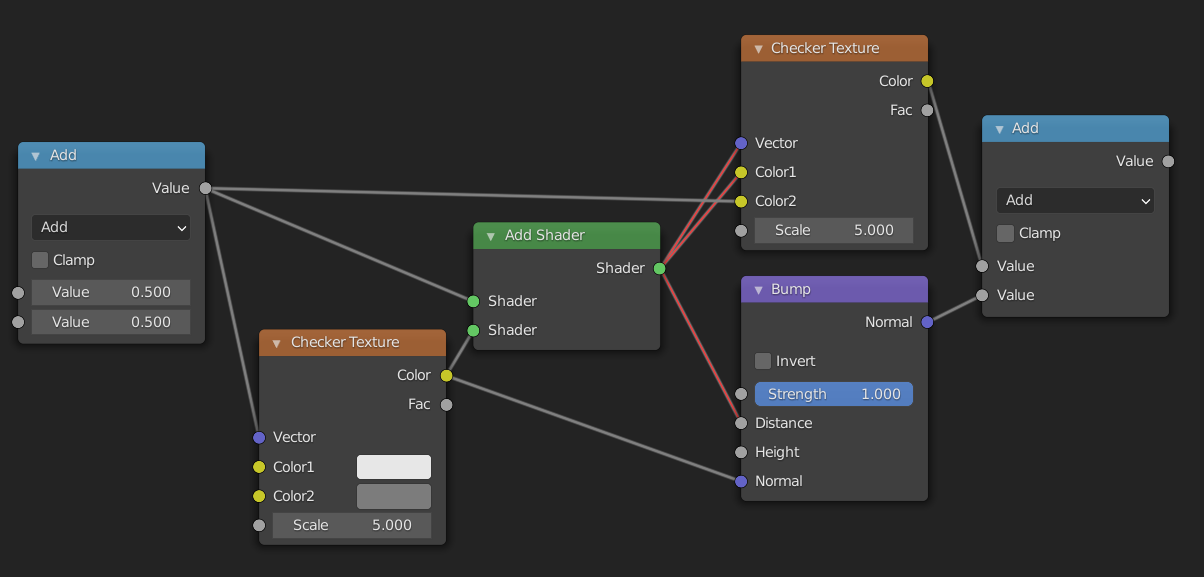 Add
Value
Add
Clamp
Value 0.500
Value 0.500
Checker Texture
Color
Fac
Vector
Color1
Color2
Scale 5.000
Add Shader
Shader
Shader
Shader
Checker Texture
Color
Fac
Vector
Color1
Color2
Scale 5.000
Bump
Normal
Invert
Strength 1.000
Distance
Height
Normal
Add
Value
Add
Clamp
Value
Value